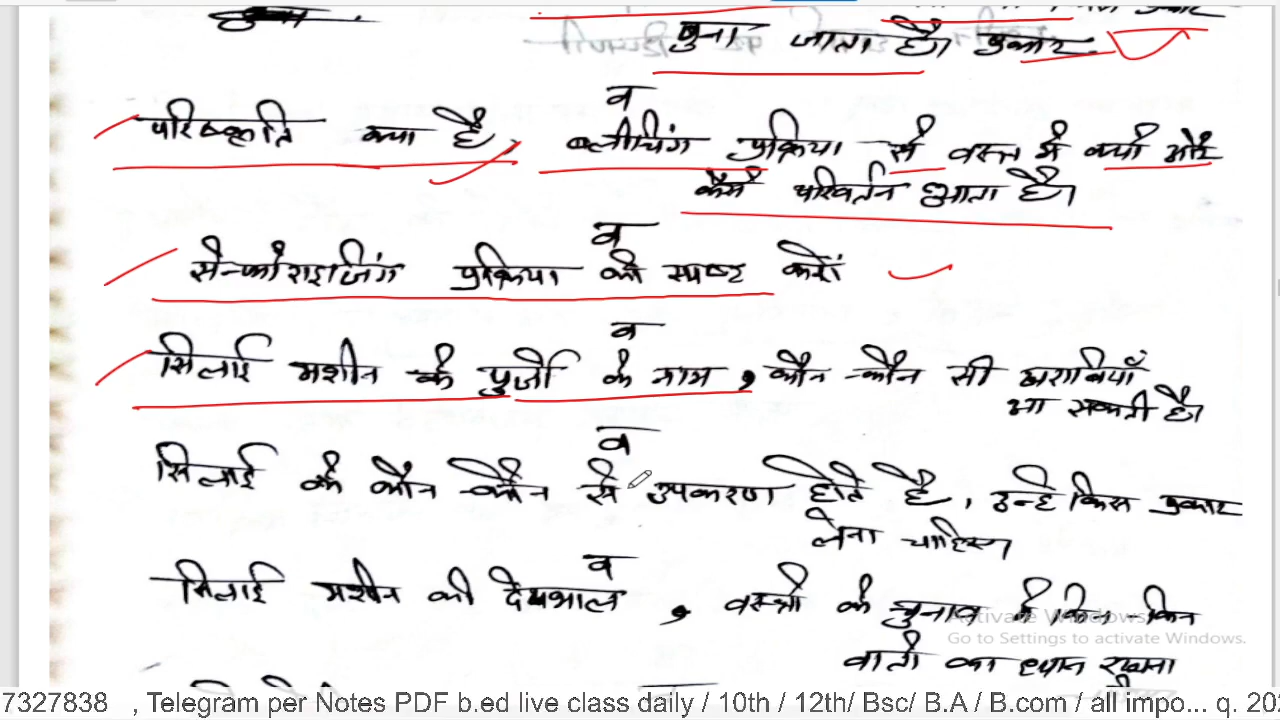 चुना जाता है। प्रकार
व
परिष्कृति क्या है, ब्लीचिंग प्रक्रिया से वस्त्र में क्यों और
कैसे परिवर्तन आता है।
व
सेन्फोराइजिंग प्रक्रिया को स्पष्ट करों
व
सिलाई मशीन के पुर्जो के नाम, कौन-कौन सी खराबियाँ
आ सकती है।
व
सिलाई के कौन-कौन से उपकरण होते है, उन्हे किस प्रकार
लेना चाहिए।
व
सिलाई मशीन की देखभाल, वस्त्रो के चुनाव में किन-किन
Activate Windows
Go to Settings to activate Windows.
वातो का ध्यान रखना
7327838 , Telegram per Notes PDF b.ed live class daily / 10th / 12th/ Bsc/ B.A / B.com / all impo... q. 202